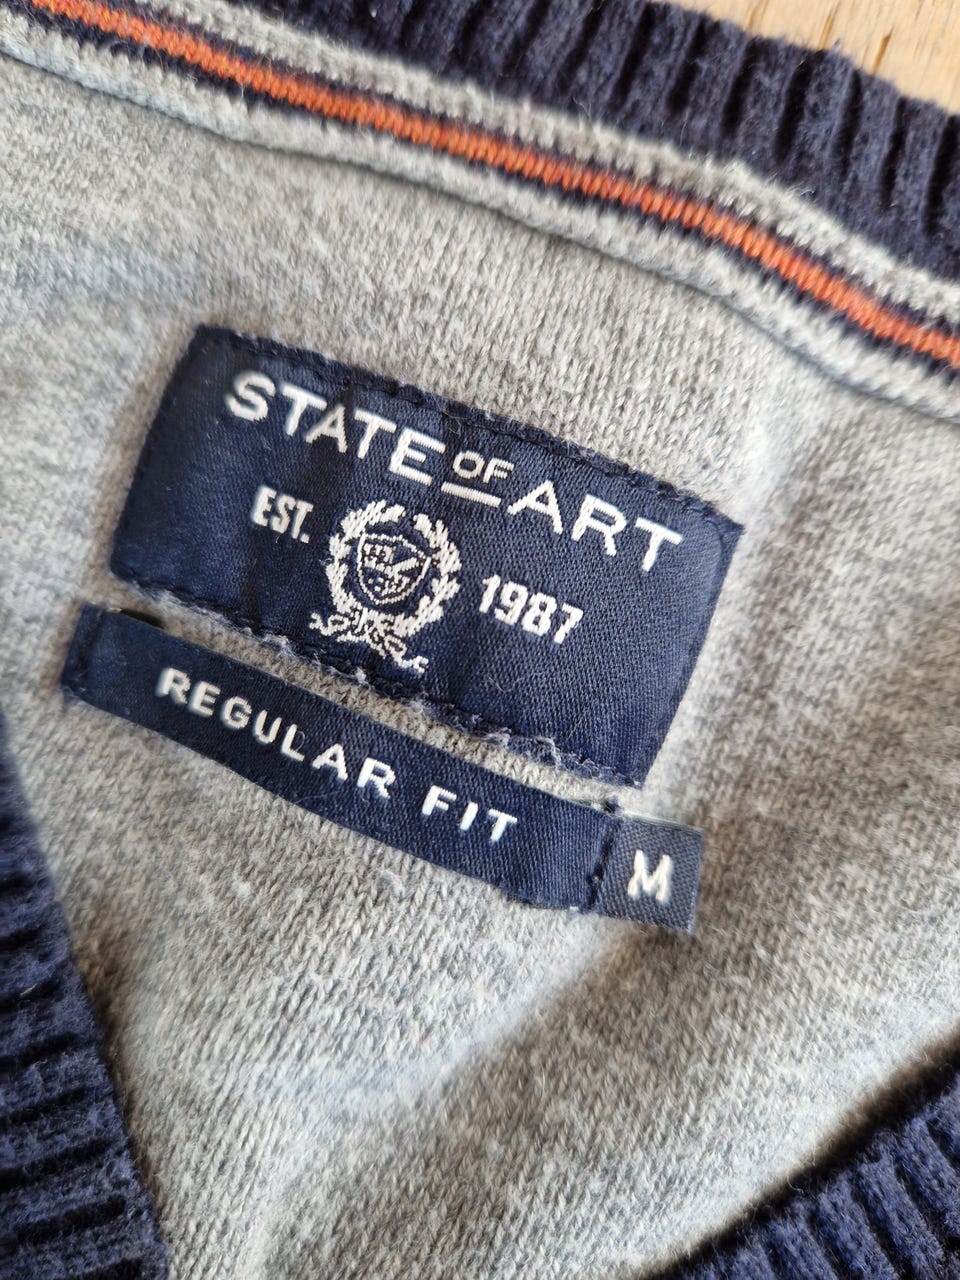 STATE OF ART
EST. 1987
REGULAR FIT M